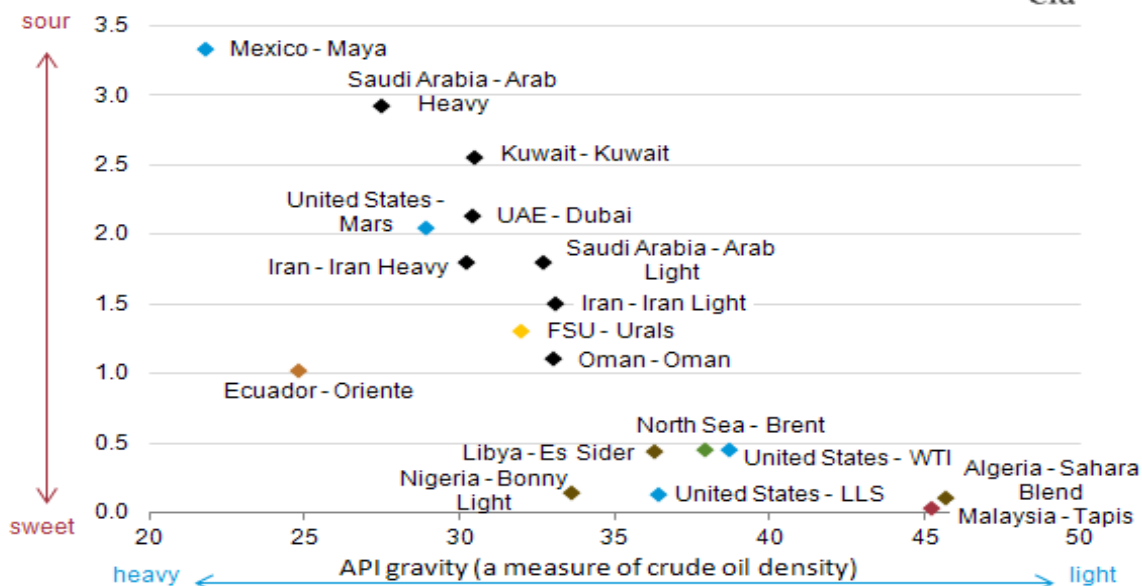 sour
3.5
Mexico - Maya
Saudi Arabia - Arab
Heavy
3.0
Kuwait - Kuwait
2.5
United States -
Mars
UAE - Dubai
2.0
Saudi Arabia - Arab
Light
Iran - Iran Heavy
1.5
Iran - Iran Light
FSU - Urals
Oman - Oman
1.0
Ecuador - Oriente
North Sea - Brent
0.5
Libya - Es Sider
United States - WTI
Nigeria - Bonny
Light
United States - LLS
Algeria - Sahara
Blend
Malaysia - Tapis
0.0
sweet
20 25 30 35 40 45 50
heavy
API gravity (a measure of crude oil density)
light